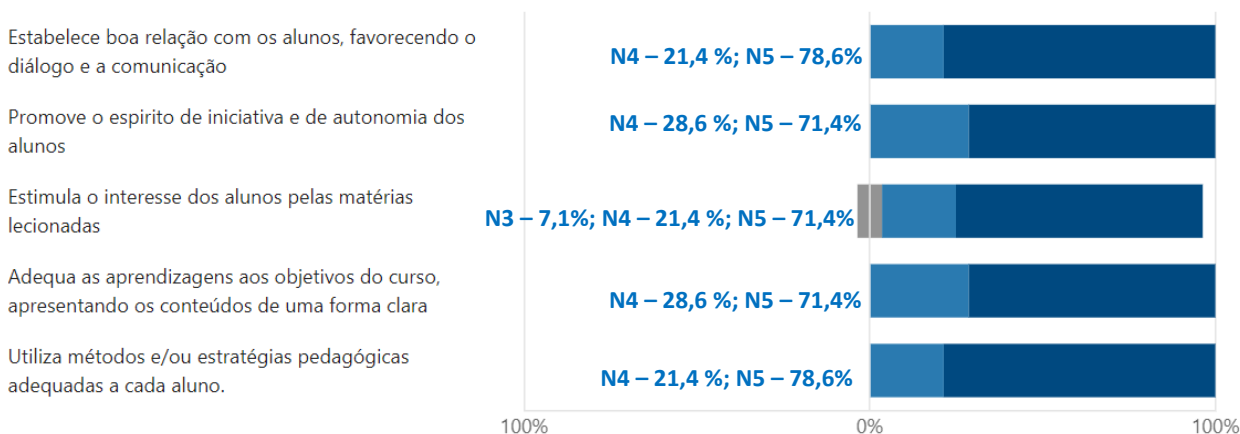 Estabelece boa relação com os alunos, favorecendo o
diálogo e a comunicação
N4 – 21,4 %; N5 – 78,6%
Promove o espirito de iniciativa e de autonomia dos
alunos
N4 – 28,6 %; N5 – 71,4%
Estimula o interesse dos alunos pelas matérias
lecionadas
N3 – 7,1%; N4 – 21,4 %; N5 – 71,4%
Adequa as aprendizagens aos objetivos do curso,
apresentando os conteúdos de uma forma clara
N4 – 28,6 %; N5 – 71,4%
Utiliza métodos e/ou estratégias pedagógicas
adequadas a cada aluno.
N4 – 21,4 %; N5 – 78,6%
100% 0% 100%